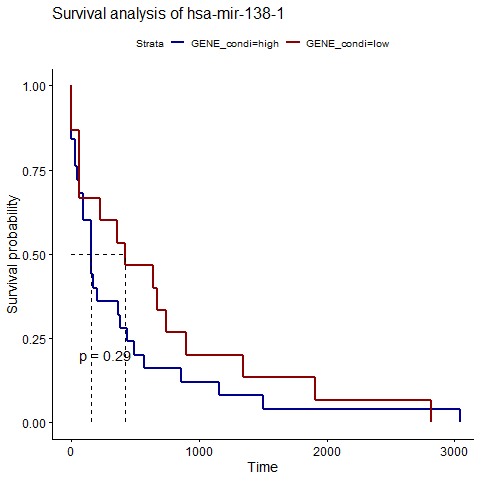 Survival analysis of hsa-mir-138-1
Strata GENE_condi=high GENE_condi=low
Survival probability
1.00
0.75
0.50
0.25
0.00
p = 0.29
0 1000 2000 3000
Time